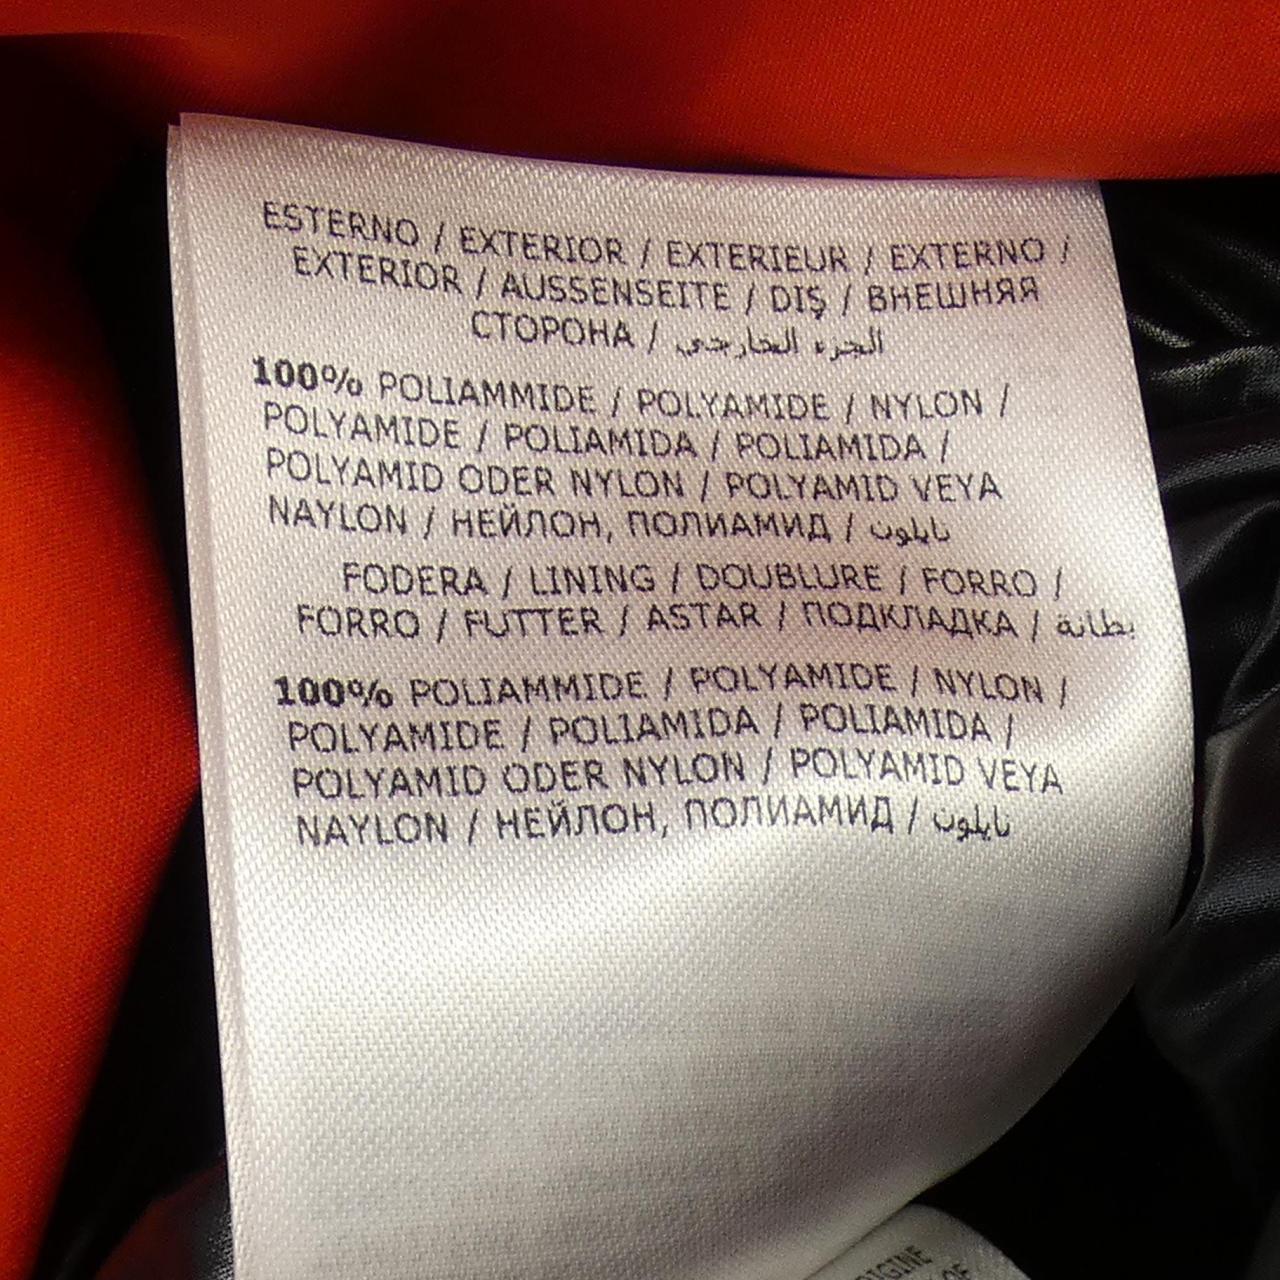 ESTERNO / EXTERIOR / EXTERIEUR / EXTERNO /
EXTERIOR / AUSSENSEITE / DIŞ / ВНЕШНЯЯ
СТОРОНА / الجزء الخارجي
100% POLIAMMIDE / POLYAMIDE / NYLON /
POLYAMIDE / POLIAMIDA / POLIAMIDA /
POLYAMID ODER NYLON / POLYAMID VEYA
NAYLON / НЕЙЛОН, ПОЛИАМИД / نايلون
FODERA / LINING / DOUBLURE / FORRO /
FORRO / FUTTER / ASTAR / ПОДКЛАДКА / بطانة
100% POLIAMMIDE / POLYAMIDE / NYLON /
POLYAMIDE / POLIAMIDA / POLIAMIDA /
POLYAMID ODER NYLON / POLYAMID VEYA
NAYLON / НЕЙЛОН, ПОЛИАМИД / نايلون
OF